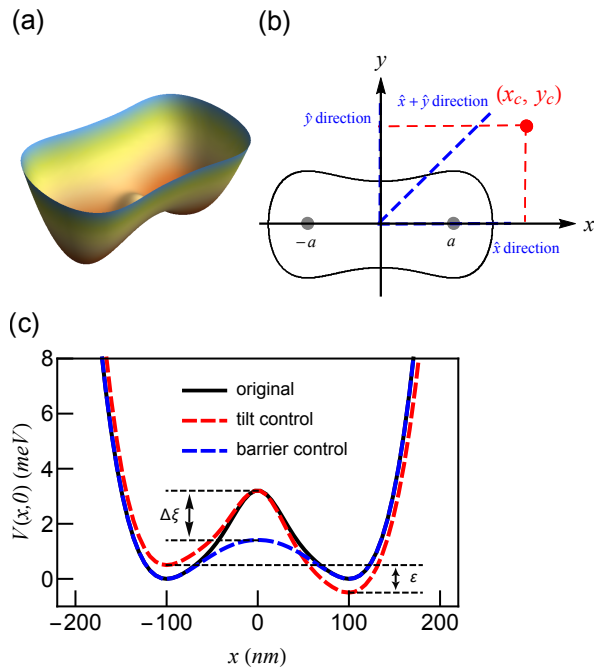 (a)
(b)
y
x̂ + ŷ direction
(x_c, y_c)
ŷ direction
−a
a
x
x̂ direction
(c)
8
6
4
2
0
V(x,0) (meV)
original
tilt control
barrier control
Δξ
ε
−200 −100 0 100 200
x (nm)